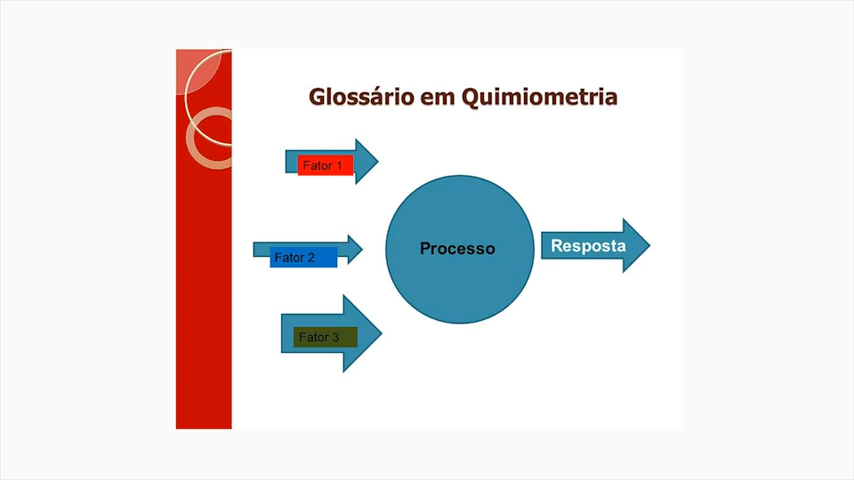 Glossário em Quimiometria
Fator 1
Fator 2
Processo
Resposta
Fator 3